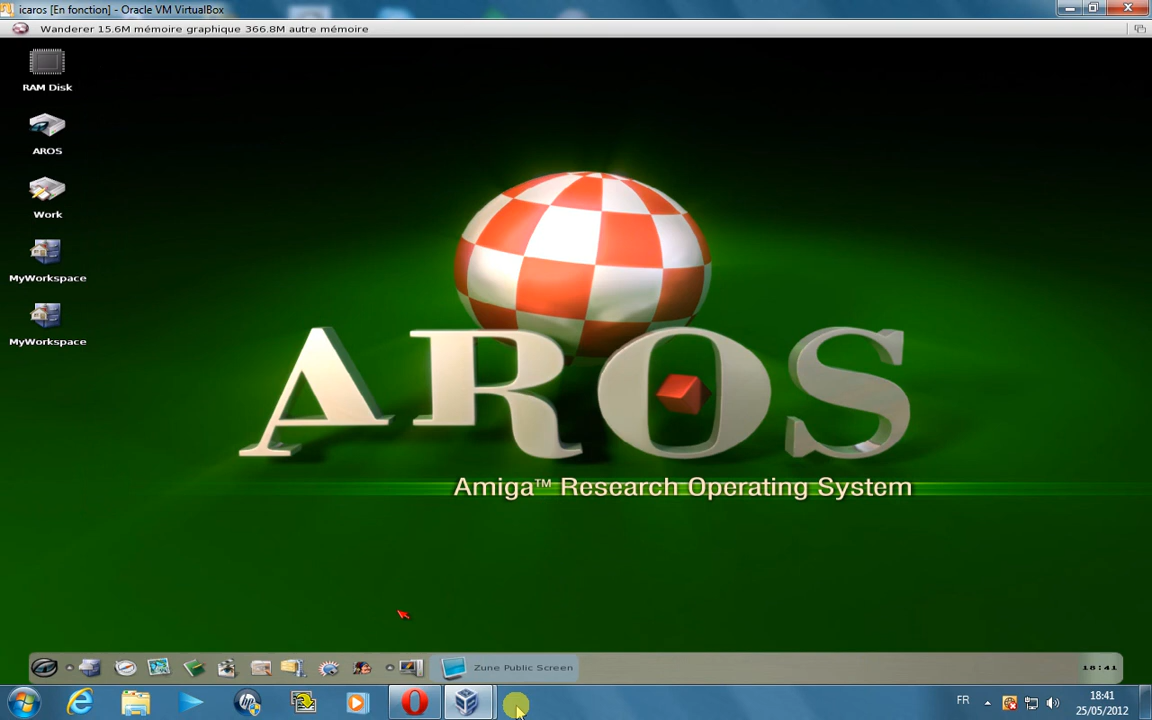 icaros [En fonction] - Oracle VM VirtualBox
Wanderer 15.6M mémoire graphique 366.8M autre mémoire
RAM Disk
AROS
Work
MyWorkspace
MyWorkspace
AROS
Amiga™ Research Operating System
Zune Public Screen
18:41
FR
18:41
25/05/2012